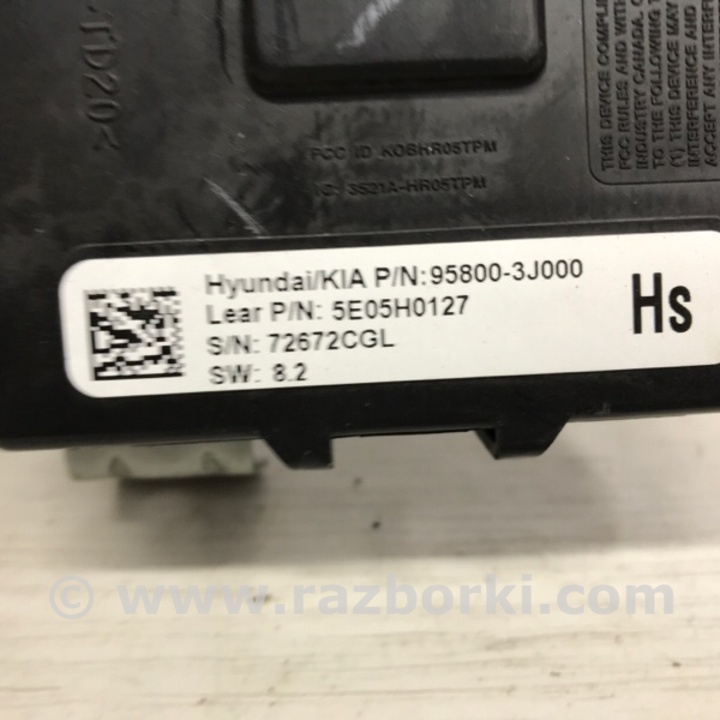 THIS DEVICE COMPLI
FCC RULES AND WITH
INDUSTRY CANADA. O
TO THE FOLLOWING T
(1) THIS DEVICE MAY
INTERFERENCE AND
ACCEPT ANY INTERF
FCC ID KOBHR05TPM
IC: 3521A-HR05TPM
Hyundai/KIA P/N:95800-3J000
Lear P/N: 5E05H0127
S/N: 72672CGL
SW: 8.2
Hs
© www.razborki.com